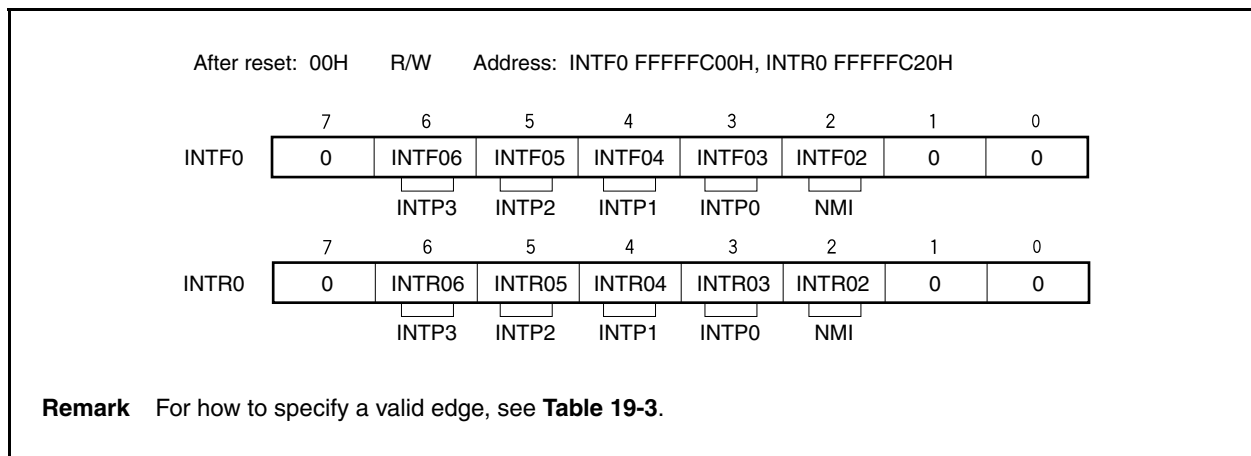 After reset: 00H R/W Address: INTF0 FFFFFC00H, INTR0 FFFFFC20H
7 6 5 4 3 2 1 0
INTF0 0 INTF06 INTF05 INTF04 INTF03 INTF02 0 0
INTP3 INTP2 INTP1 INTP0 NMI
7 6 5 4 3 2 1 0
INTR0 0 INTR06 INTR05 INTR04 INTR03 INTR02 0 0
INTP3 INTP2 INTP1 INTP0 NMI
Remark For how to specify a valid edge, see Table 19-3.